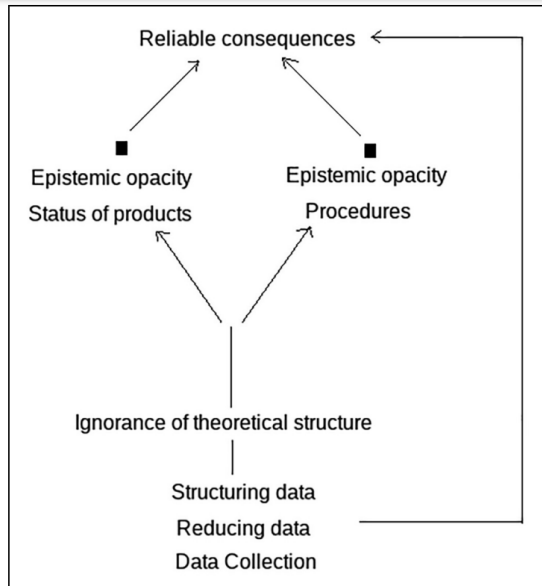 Reliable consequences
Epistemic opacity
Status of products
Epistemic opacity
Procedures
Ignorance of theoretical structure
Structuring data
Reducing data
Data Collection